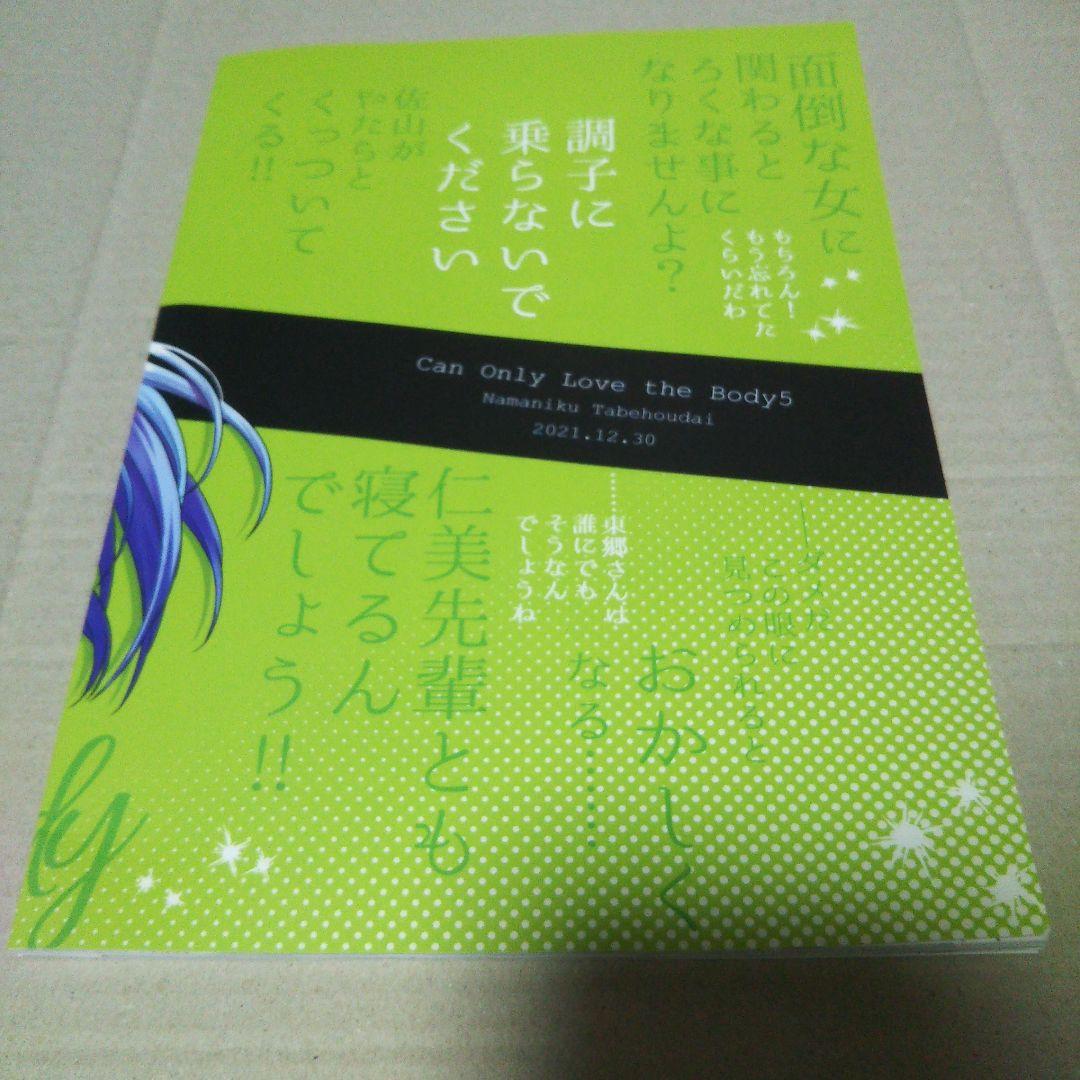 面倒な女に
関わると
ろくな事に
なりませんよ?
もちろん!
もう忘れてた
くらいだわ
調子に
乗らないで
ください
佐山が
やたらと
くっついて
くる!!
Can Only Love the Body5
Namaniku Tabehoudai
2021.12.30
――ダメだ
この眼に
見つめられると
おかしく
なる……
……東郷さんは
誰にでも
そうなん
でしょうね
仁美先輩とも
寝てるん
でしょう!!
ly